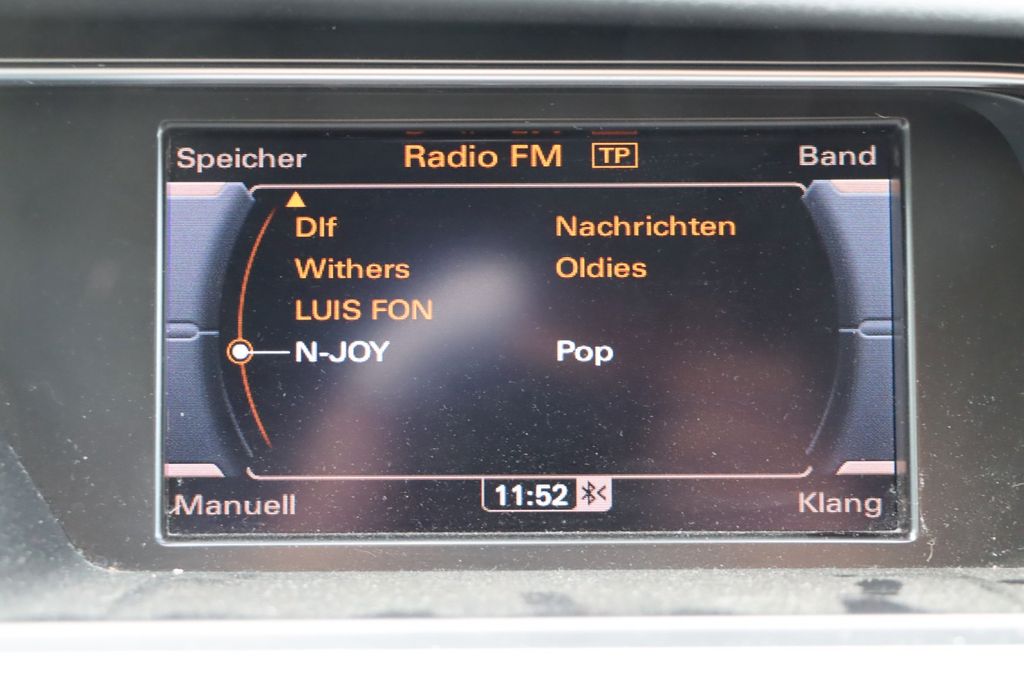 Speicher Radio FM TP Band
Dlf Nachrichten
Withers Oldies
LUIS FON
N-JOY Pop
Manuell 11:52 Klang